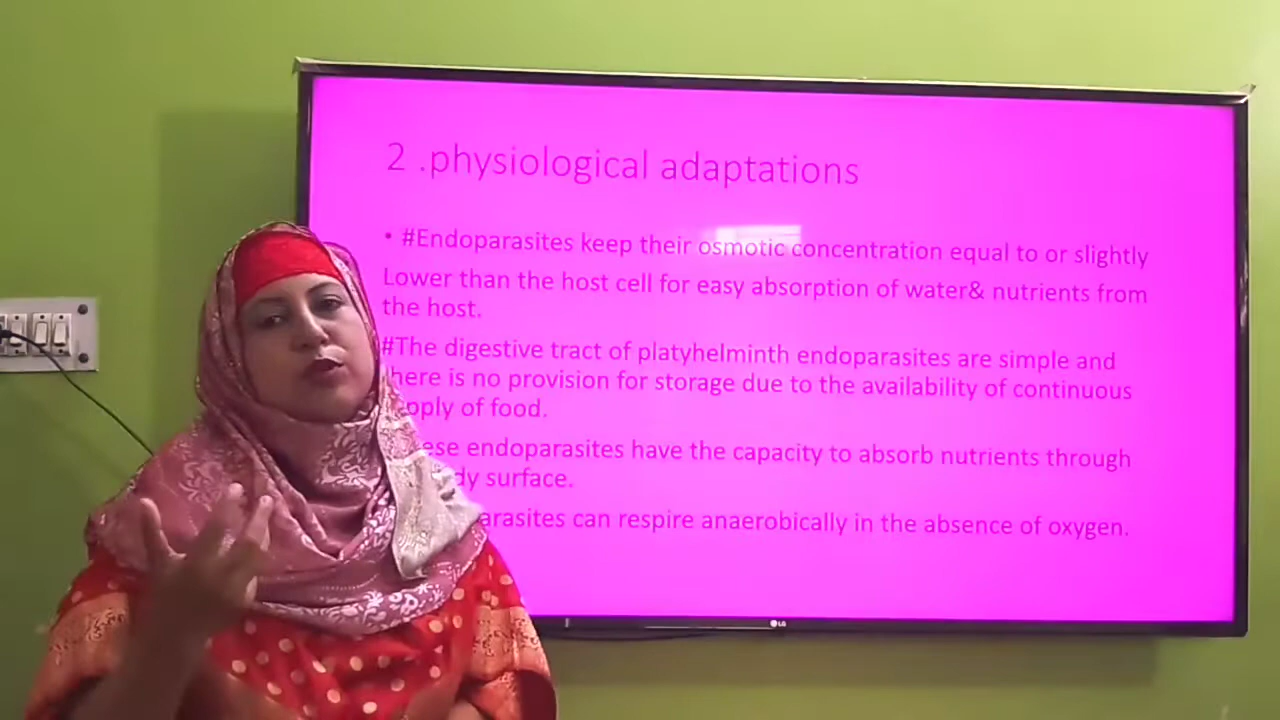 2 .physiological adaptations
• #Endoparasites keep their osmotic concentration equal to or slightly
Lower than the host cell for easy absorption of water& nutrients from
the host.
#The digestive tract of platyhelminth endoparasites are simple and
here is no provision for storage due to the availability of continuous
pply of food.
ese endoparasites have the capacity to absorb nutrients through
dy surface.
arasites can respire anaerobically in the absence of oxygen.
LG